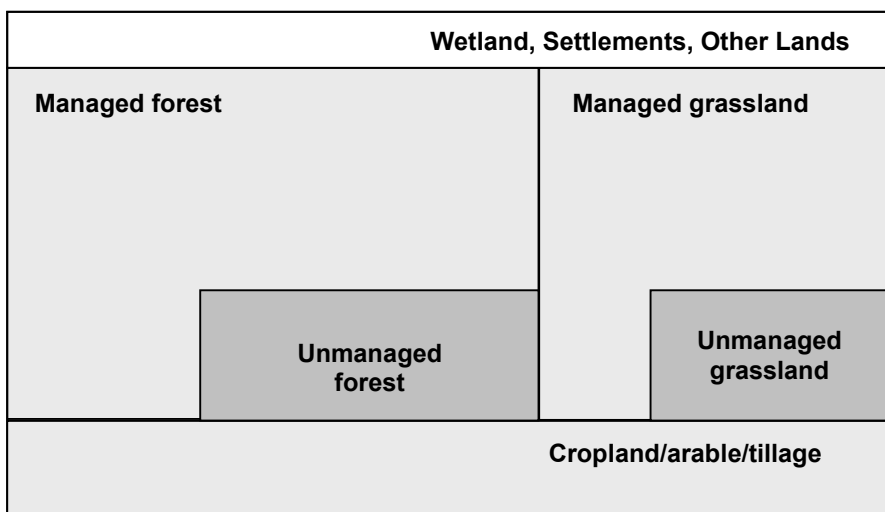 Wetland, Settlements, Other Lands
Managed forest
Managed grassland
Unmanaged
forest
Unmanaged
grassland
Cropland/arable/tillage